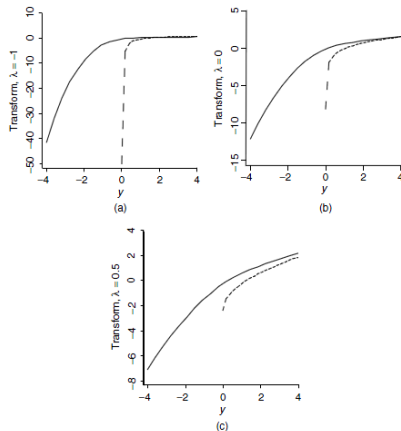 Transform, λ = −1
10
0
−10
−20
−30
−40
−50
−4 −2 0 2 4
y
(a)
Transform, λ = 0
5
0
−5
−10
−15
−4 −2 0 2 4
y
(b)
Transform, λ = 0.5
4
2
0
−2
−4
−6
−8
−4 −2 0 2 4
y
(c)